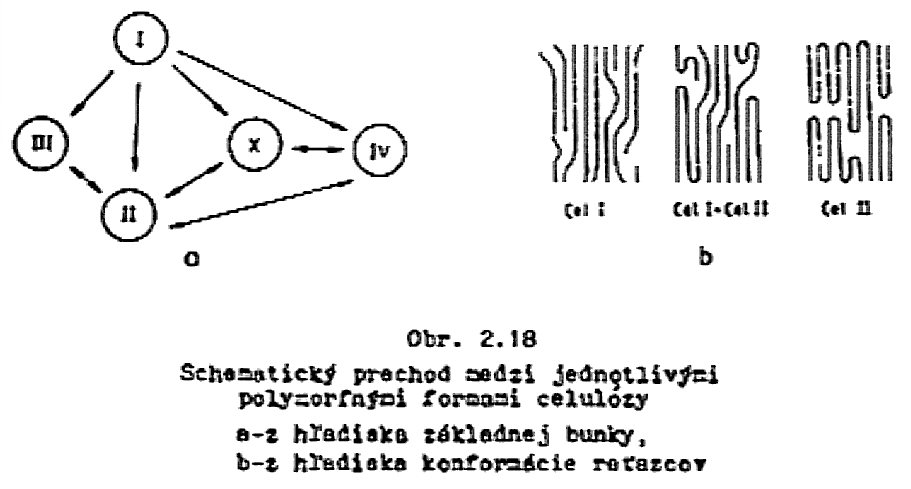 I
III
X
IV
II
a
b
Cel I
Cel I-Cel II
Cel II
Obr. 2.18
Schematický prechod medzi jednotlivými
polymorfnými formami celulózy
a-z hľadiska základnej bunky,
b-z hľadiska konformácie reťazcov